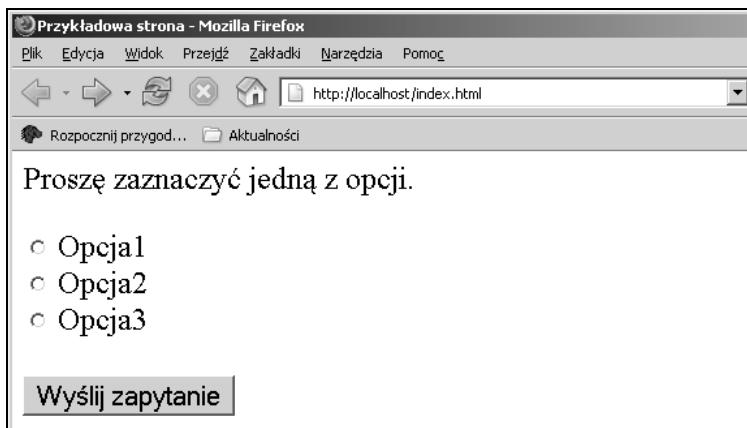 Przykładowa strona - Mozilla Firefox
Plik Edycja Widok Przejdź Zakładki Narzędzia Pomoc
http://localhost/index.html
Rozpocznij przygod... Aktualności
Proszę zaznaczyć jedną z opcji.
Opcja1
Opcja2
Opcja3
Wyślij zapytanie